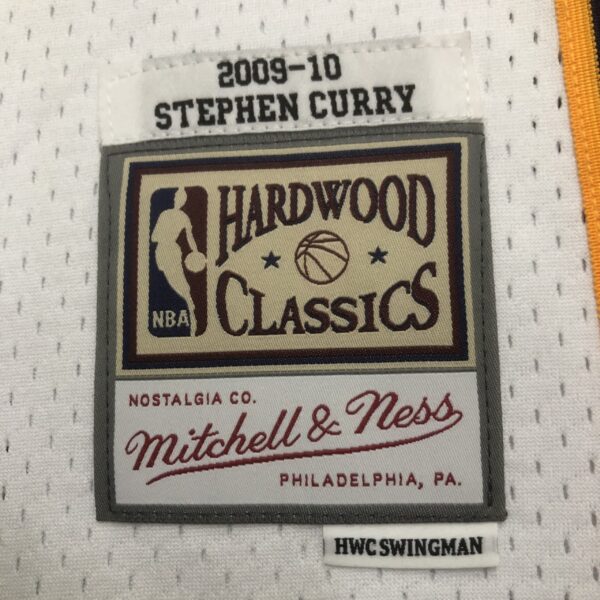 2009-10
STEPHEN CURRY
HARDWOOD
CLASSICS
NBA
NOSTALGIA CO.
Mitchell & Ness
PHILADELPHIA, PA.
HWC SWINGMAN